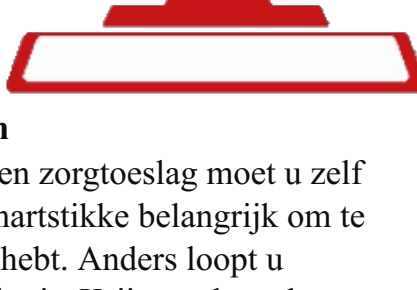 en zorgtoeslag moet u zelf
hartstikke belangrijk om te
hebt. Anders loopt u